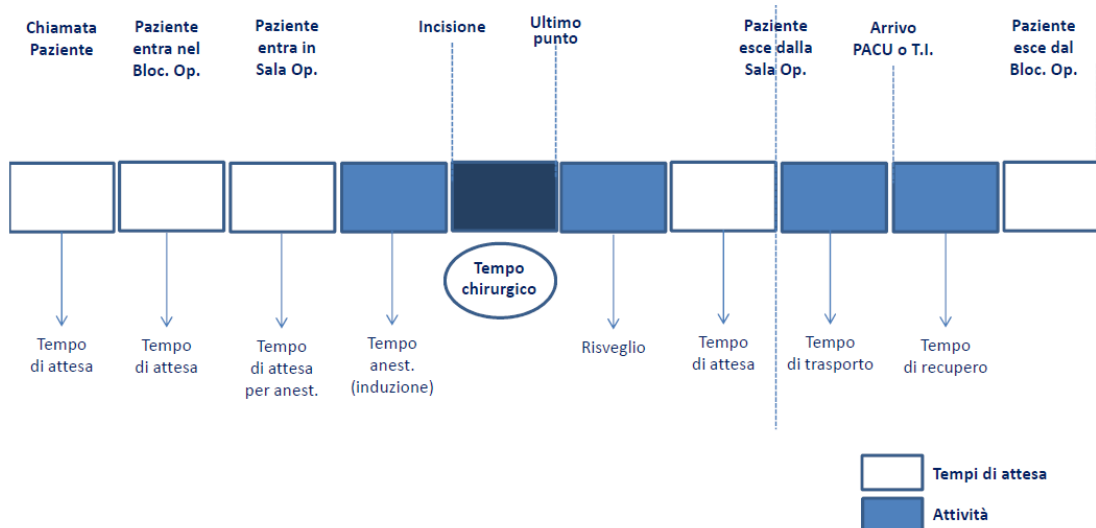 Chiamata
Paziente
Paziente
entra nel
Bloc. Op.
Paziente
entra in
Sala Op.
Incisione
Ultimo
punto
Paziente
esce dalla
Sala Op.
Arrivo
PACU o T.I.
Paziente
esce dal
Bloc. Op.
Tempo
chirurgico
Tempo
di attesa
Tempo
di attesa
Tempo
di attesa
per anest.
Tempo
anest.
(induzione)
Risveglio
Tempo
di attesa
Tempo
di trasporto
Tempo
di recupero
Tempi di attesa
Attività